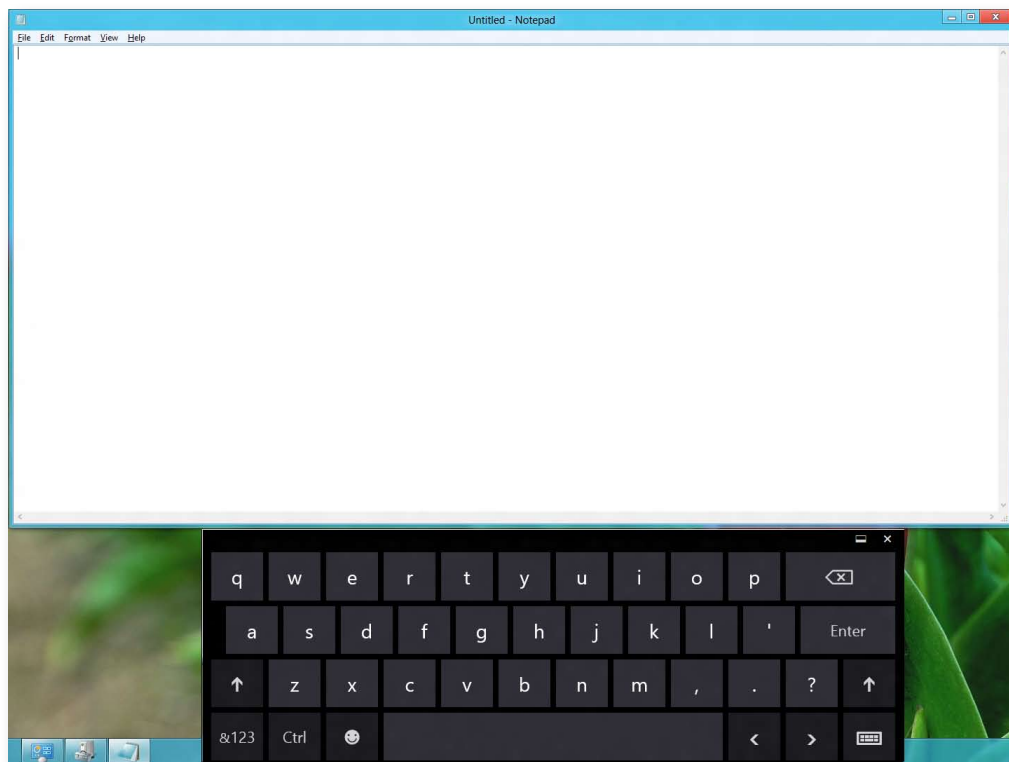 Untitled - Notepad
File Edit Format View Help
q w e r t y u i o p
a s d f g h j k l ' Enter
z x c v b n m , . ?
&123 Ctrl < >